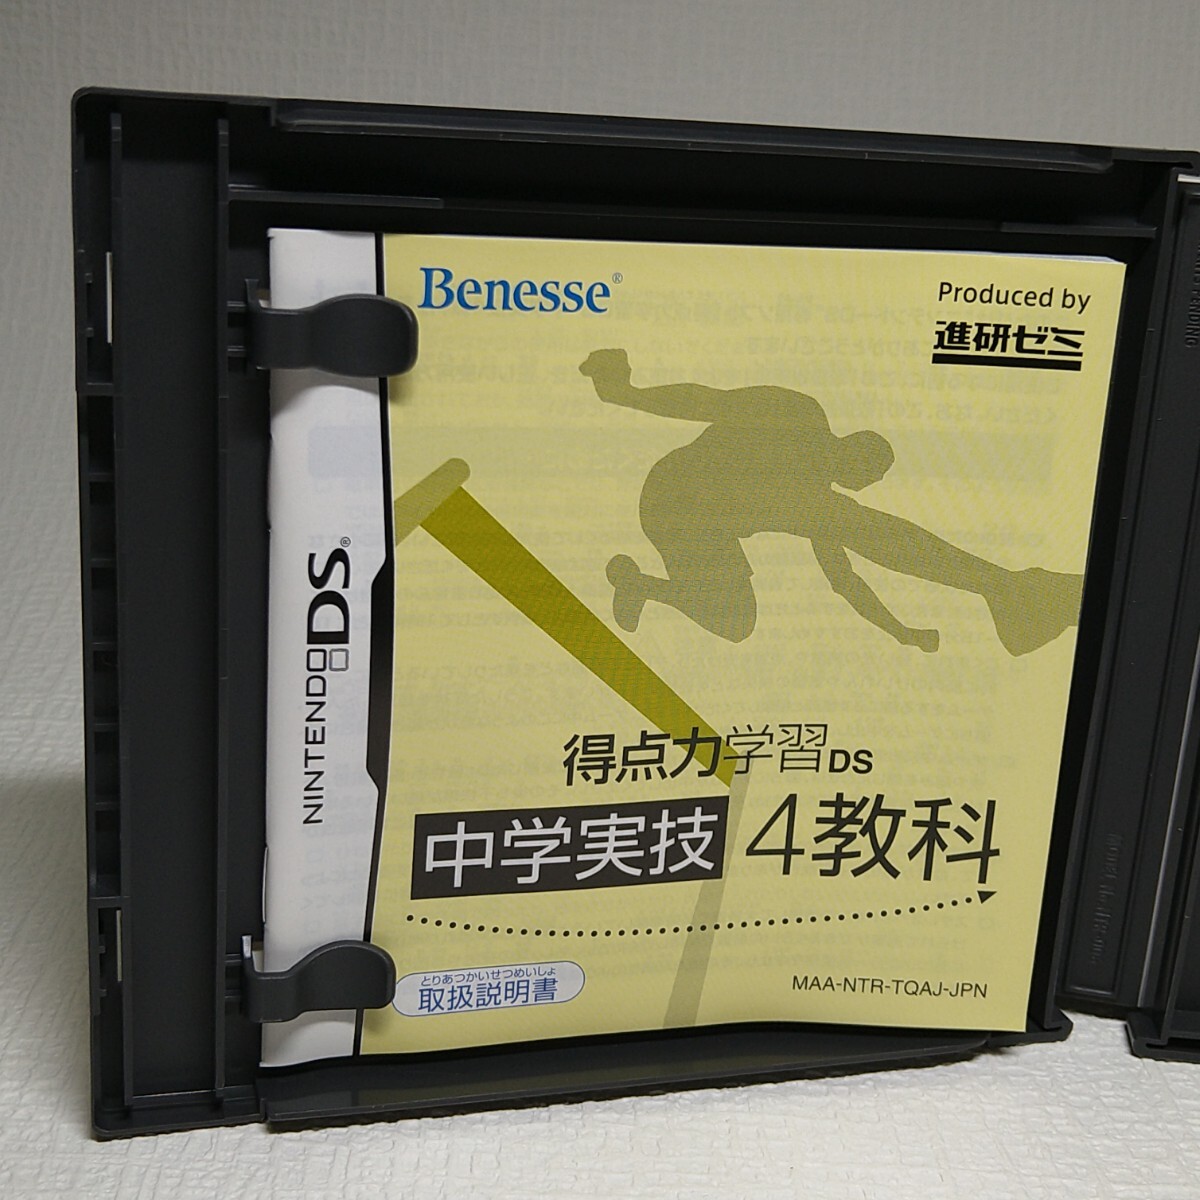 Benesse®
Produced by
進研ゼミ
NINTENDO DS®
得点力学習DS
中学実技 4教科
とりあつかいせつめいしょ
取扱説明書
MAA-NTR-TQAJ-JPN